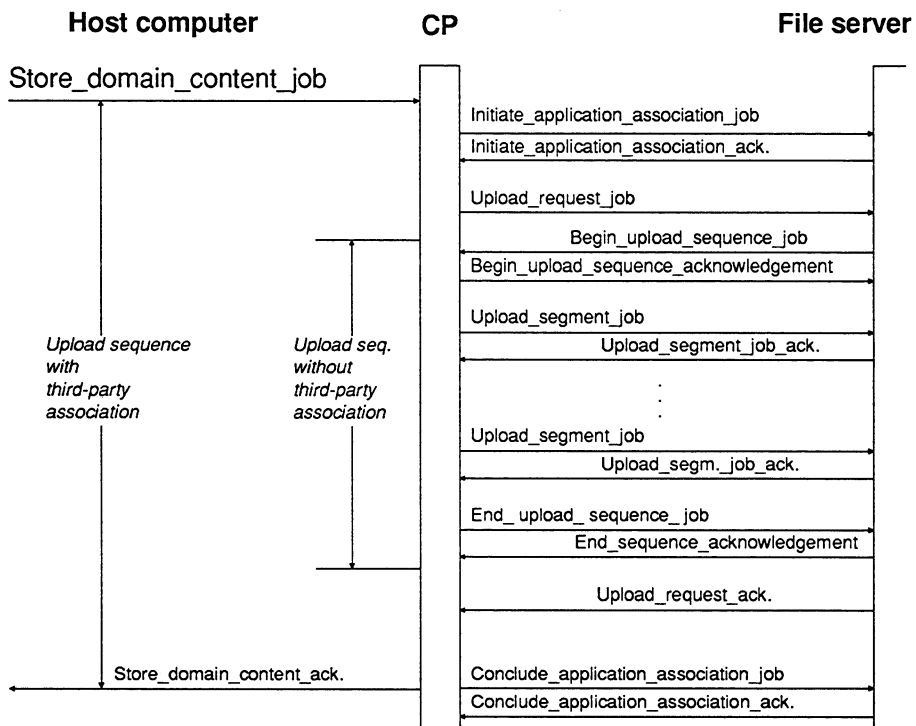 Host computer
CP
File server
Store_domain_content_job
Initiate_application_association_job
Initiate_application_association_ack.
Upload_request_job
Begin_upload_sequence_job
Begin_upload_sequence_acknowledgement
Upload_segment_job
Upload_segment_job_ack.
Upload sequence
with
third-party
association
Upload seq.
without
third-party
association
Upload_segment_job
Upload_segm._job_ack.
End_ upload_ sequence_ job
End_sequence_acknowledgement
Upload_request_ack.
Store_domain_content_ack.
Conclude_application_association_job
Conclude_application_association_ack.